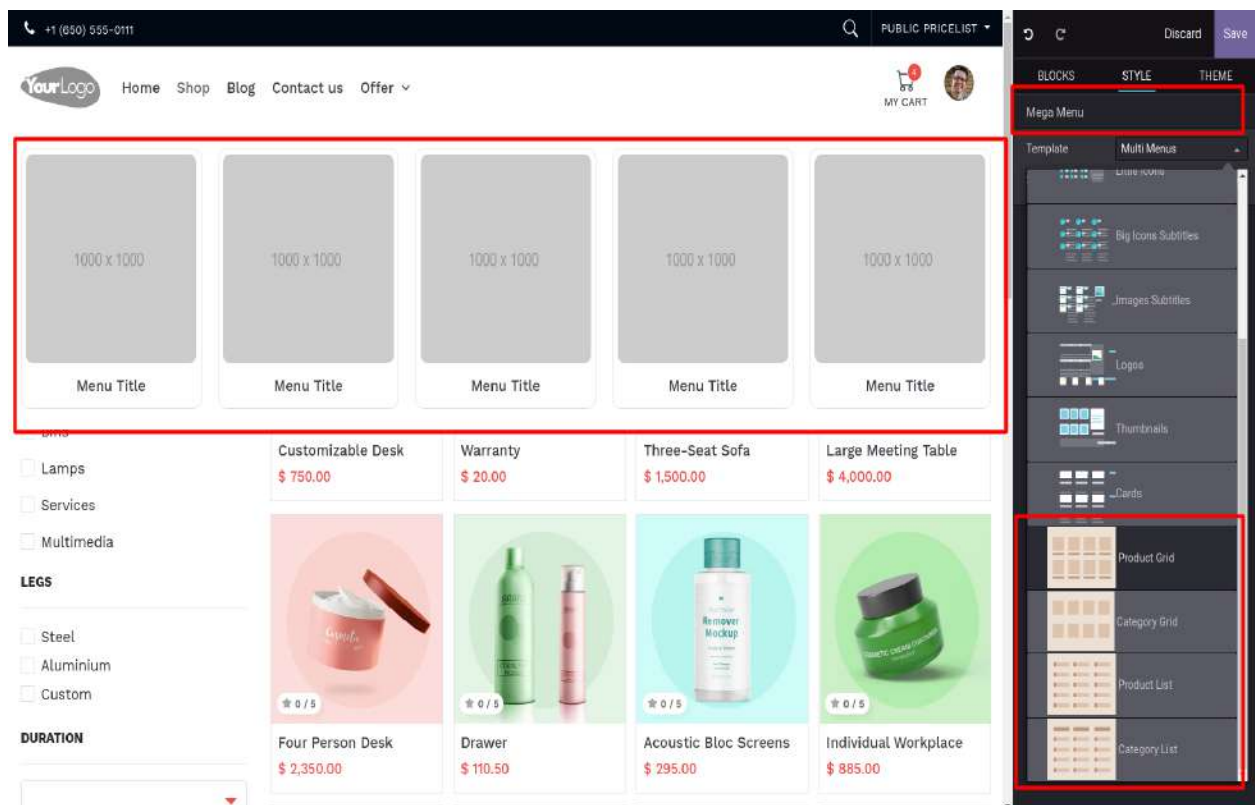 +1 (650) 555-0111
PUBLIC PRICELIST
Discard
Save
YourLogo
Home
Shop
Blog
Contact us
Offer
4
MY CART
BLOCKS
STYLE
THEME
Mega Menu
Template
Multi Menus
1000 x 1000
1000 x 1000
1000 x 1000
1000 x 1000
1000 x 1000
Menu Title
Menu Title
Menu Title
Menu Title
Menu Title
Little Icons
Big Icons Subtitles
Images Subtitles
Logos
Thumbnails
Cards
Product Grid
Category Grid
Product List
Category List
Lamps
Services
Multimedia
LEGS
Steel
Aluminium
Custom
DURATION
Customizable Desk
$ 750.00
Warranty
$ 20.00
Three-Seat Sofa
$ 1,500.00
Large Meeting Table
$ 4,000.00
Remover
Mockup
0 / 5
0 / 5
0 / 5
0 / 5
Four Person Desk
$ 2,350.00
Drawer
$ 110.50
Acoustic Bloc Screens
$ 295.00
Individual Workplace
$ 885.00